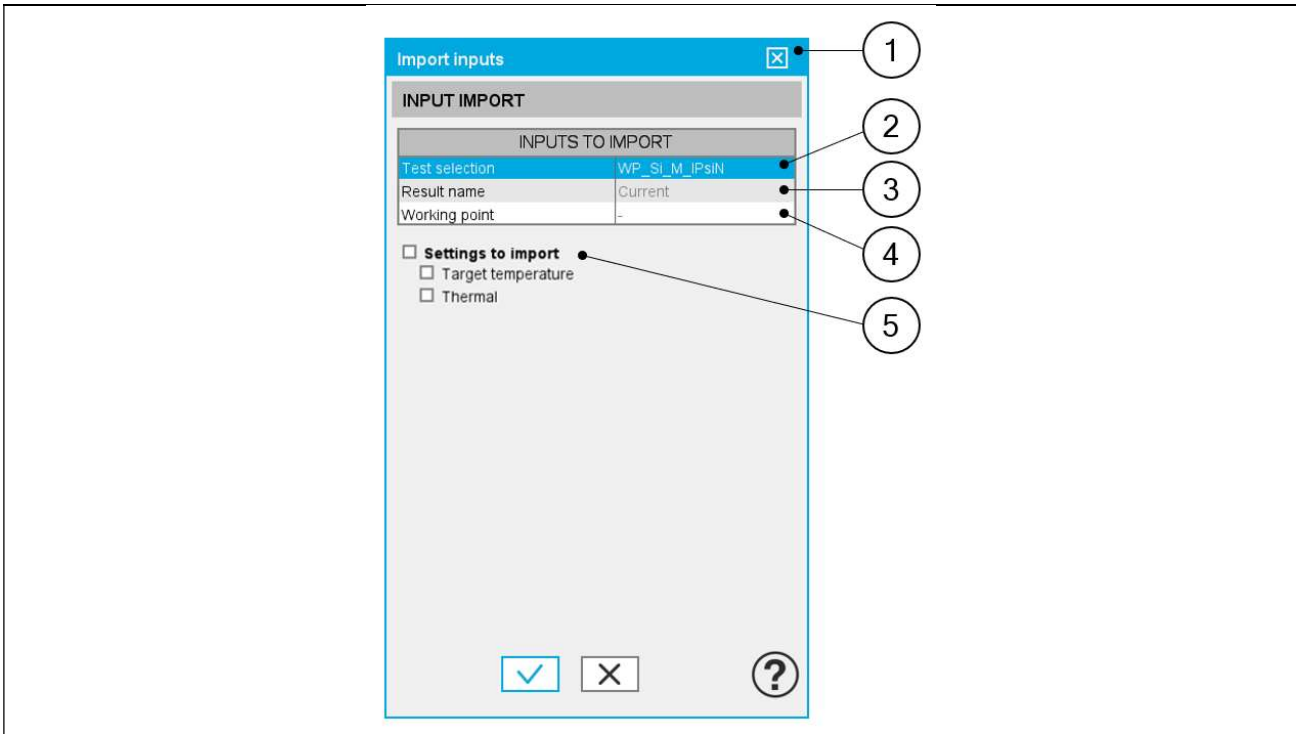 Import inputs
1
INPUT IMPORT
2
INPUTS TO IMPORT
Test selection WP_Si_M_IPsiN
Result name Current
3
Working point -
4
Settings to import
Target temperature
Thermal
5
?